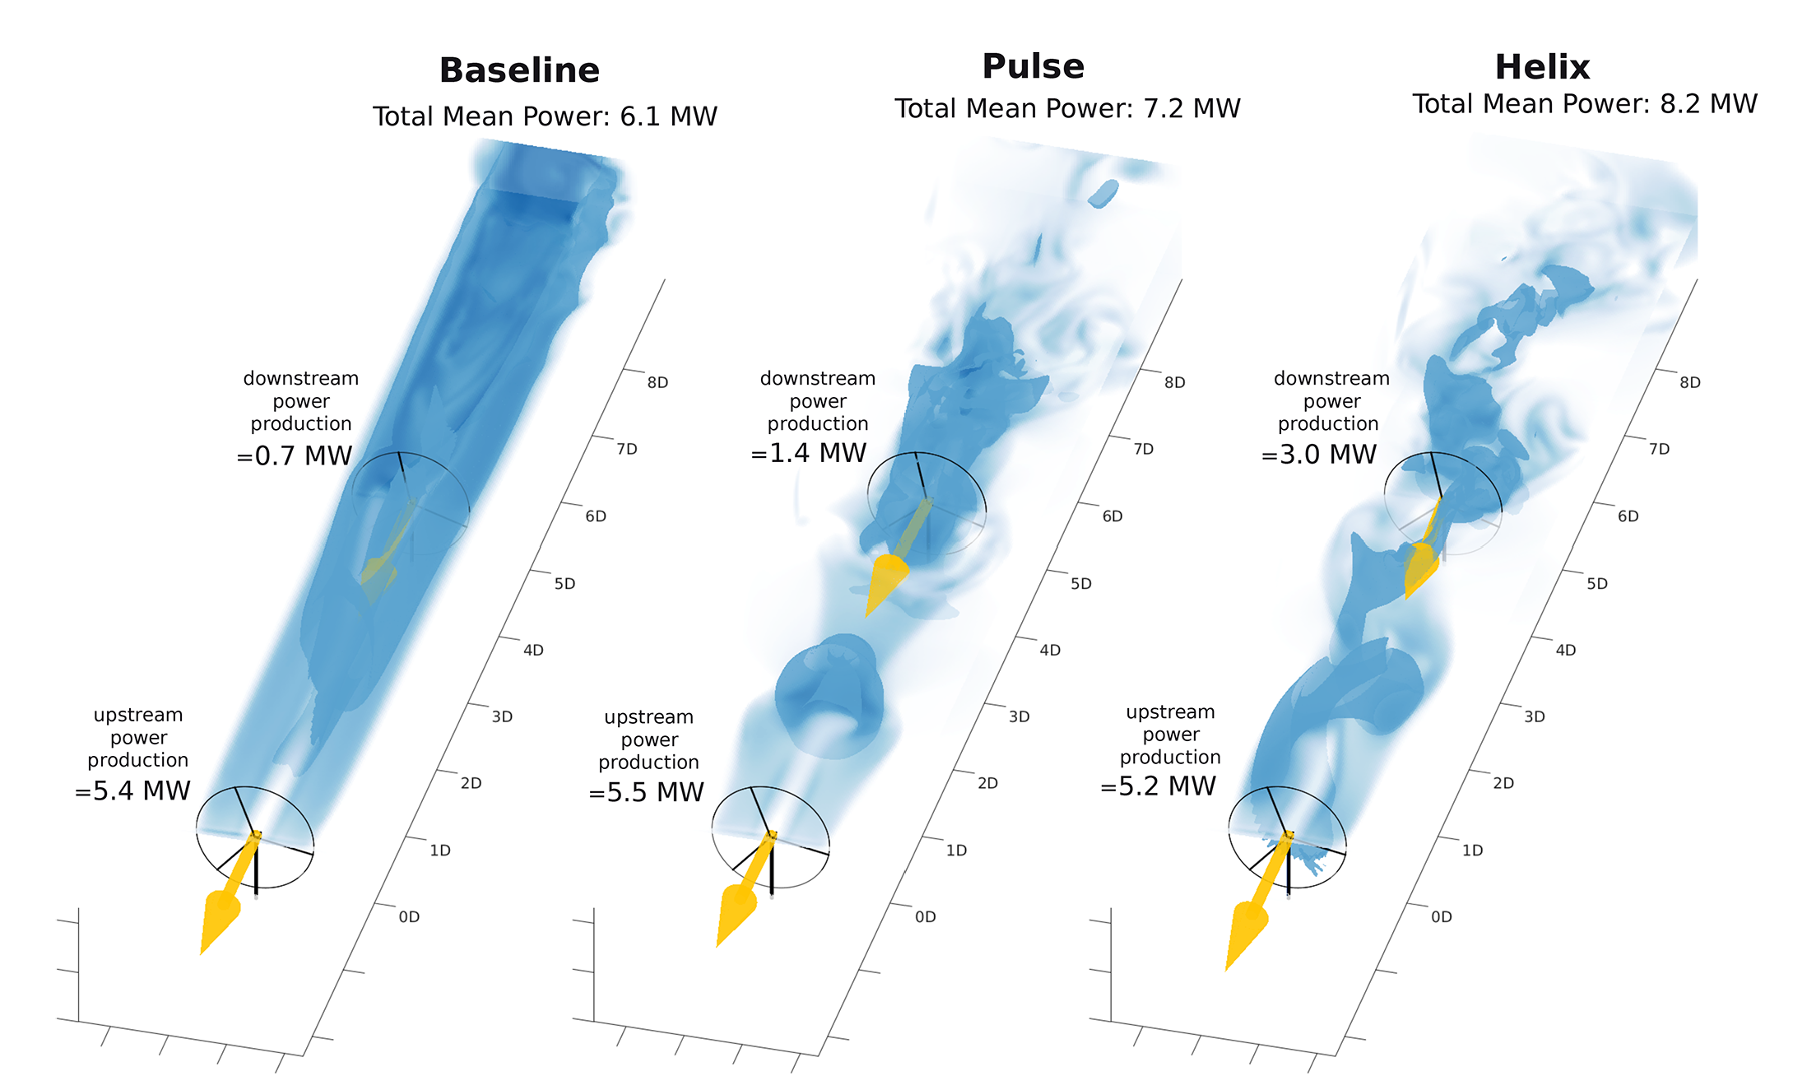 Baseline
Total Mean Power: 6.1 MW
downstream
power
production
=0.7 MW
upstream
power
production
=5.4 MW
8D
7D
6D
5D
4D
3D
2D
1D
0D
Pulse
Total Mean Power: 7.2 MW
downstream
power
production
=1.4 MW
upstream
power
production
=5.5 MW
8D
7D
6D
5D
4D
3D
2D
1D
0D
Helix
Total Mean Power: 8.2 MW
downstream
power
production
=3.0 MW
upstream
power
production
=5.2 MW
8D
7D
6D
5D
4D
3D
2D
1D
0D